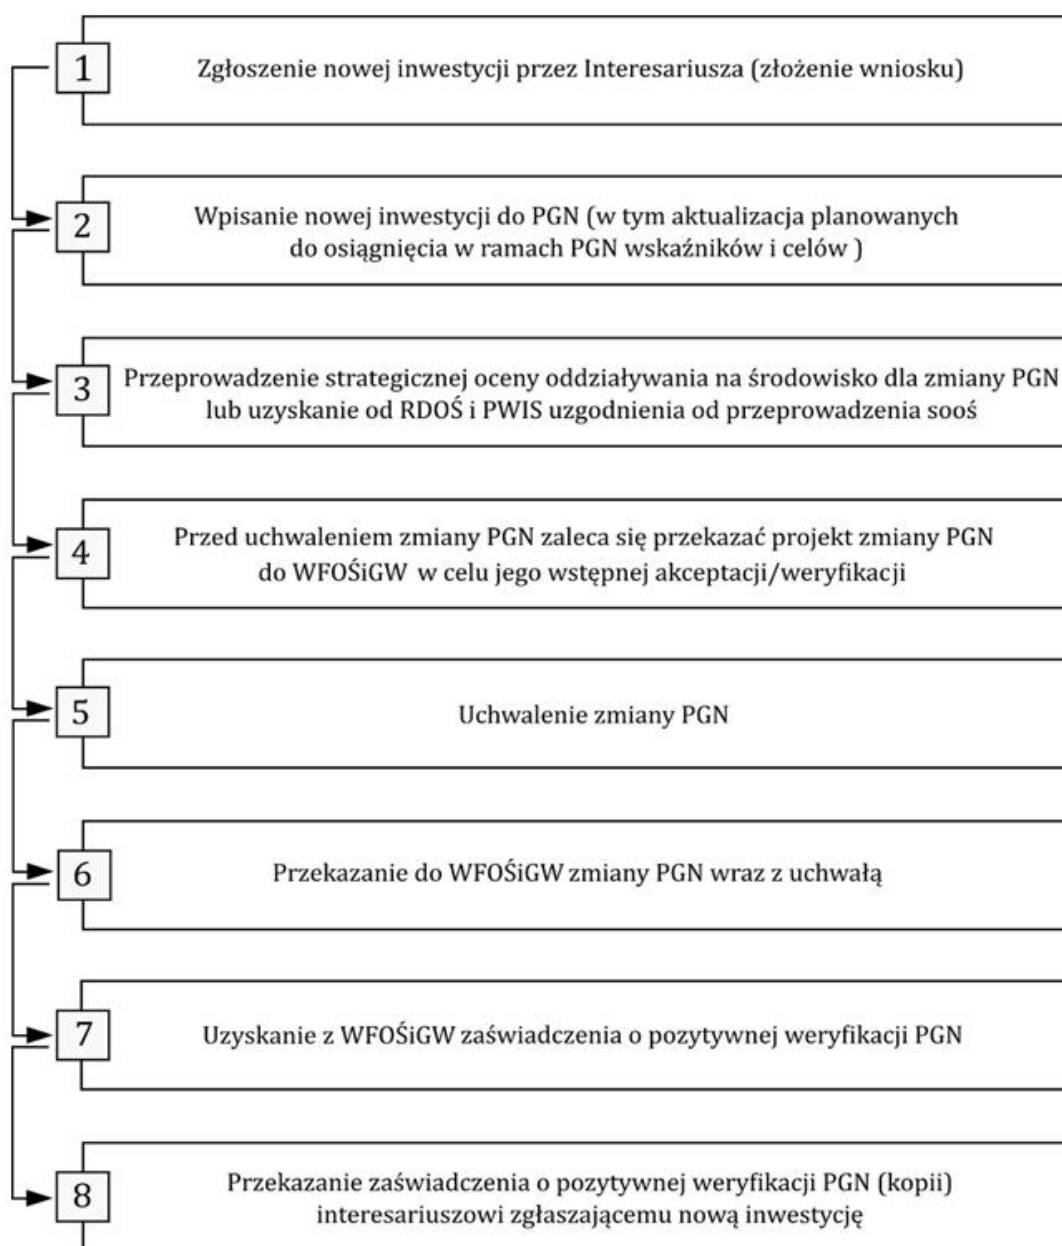 1
Zgłoszenie nowej inwestycji przez Interesariusza (złożenie wniosku)
2
Wpisanie nowej inwestycji do PGN (w tym aktualizacja planowanych
do osiągnięcia w ramach PGN wskaźników i celów )
3
Przeprowadzenie strategicznej oceny oddziaływania na środowisko dla zmiany PGN
lub uzyskanie od RDOŚ i PWIS uzgodnienia od przeprowadzenia sooś
4
Przed uchwaleniem zmiany PGN zaleca się przekazać projekt zmiany PGN
do WFOŚiGW w celu jego wstępnej akceptacji/weryfikacji
5
Uchwalenie zmiany PGN
6
Przekazanie do WFOŚiGW zmiany PGN wraz z uchwałą
7
Uzyskanie z WFOŚiGW zaświadczenia o pozytywnej weryfikacji PGN
8
Przekazanie zaświadczenia o pozytywnej weryfikacji PGN (kopii)
interesariuszowi zgłaszającemu nową inwestycję